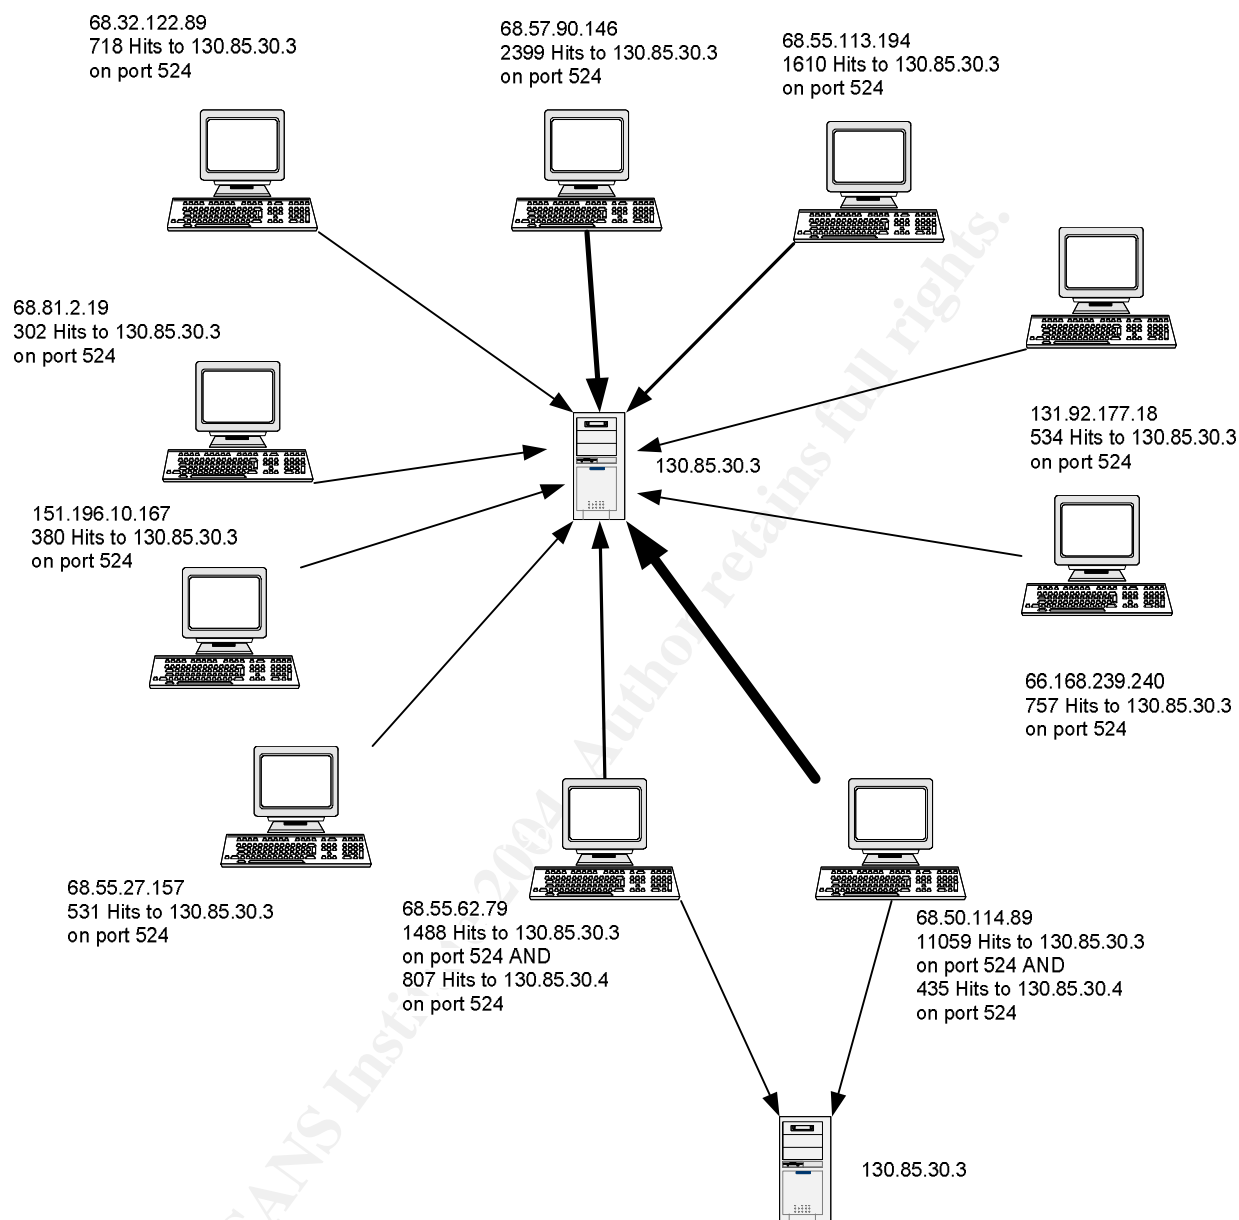 68.32.122.89
718 Hits to 130.85.30.3
on port 524
68.57.90.146
2399 Hits to 130.85.30.3
on port 524
68.55.113.194
1610 Hits to 130.85.30.3
on port 524
68.81.2.19
302 Hits to 130.85.30.3
on port 524
130.85.30.3
131.92.177.18
534 Hits to 130.85.30.3
on port 524
151.196.10.167
380 Hits to 130.85.30.3
on port 524
66.168.239.240
757 Hits to 130.85.30.3
on port 524
68.55.27.157
531 Hits to 130.85.30.3
on port 524
68.55.62.79
1488 Hits to 130.85.30.3
on port 524 AND
807 Hits to 130.85.30.4
on port 524
68.50.114.89
11059 Hits to 130.85.30.3
on port 524 AND
435 Hits to 130.85.30.4
on port 524
130.85.30.3
SANS Institute 2004, Author retains full rights.